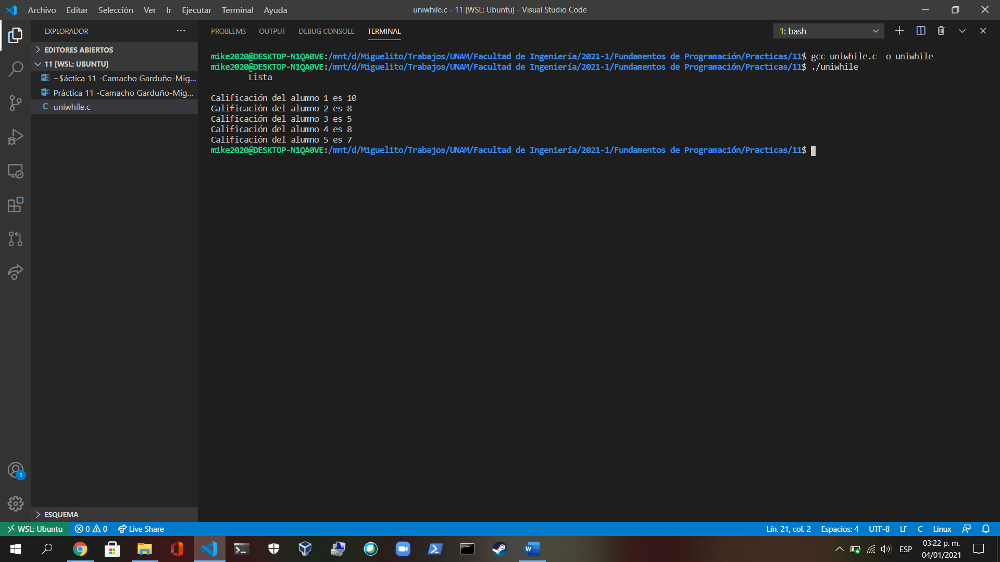 Archivo Editar Selección Ver Ir Ejecutar Terminal Ayuda
uniwhile.c - 11 [WSL: Ubuntu] - Visual Studio Code
EXPLORADOR
EDITORES ABIERTOS
11 [WSL: UBUNTU]
~$áctica 11 -Camacho Garduño-Mig...
Práctica 11 -Camacho Garduño-Mig...
C uniwhile.c
PROBLEMS OUTPUT DEBUG CONSOLE TERMINAL
1: bash
mike2020@DESKTOP-N1QA0VE:/mnt/d/Miguelito/Trabajos/UNAM/Facultad de Ingeniería/2021-1/Fundamentos de Programación/Practicas/11$ gcc uniwhile.c -o uniwhile
mike2020@DESKTOP-N1QA0VE:/mnt/d/Miguelito/Trabajos/UNAM/Facultad de Ingeniería/2021-1/Fundamentos de Programación/Practicas/11$ ./uniwhile
Lista
Calificación del alumno 1 es 10
Calificación del alumno 2 es 8
Calificación del alumno 3 es 5
Calificación del alumno 4 es 8
Calificación del alumno 5 es 7
mike2020@DESKTOP-N1QA0VE:/mnt/d/Miguelito/Trabajos/UNAM/Facultad de Ingeniería/2021-1/Fundamentos de Programación/Practicas/11$
1
ESQUEMA
WSL: Ubuntu 0 0 Live Share
Lín. 21, col. 2 Espacios: 4 UTF-8 LF C Linux
ESP
03:22 p. m.
04/01/2021